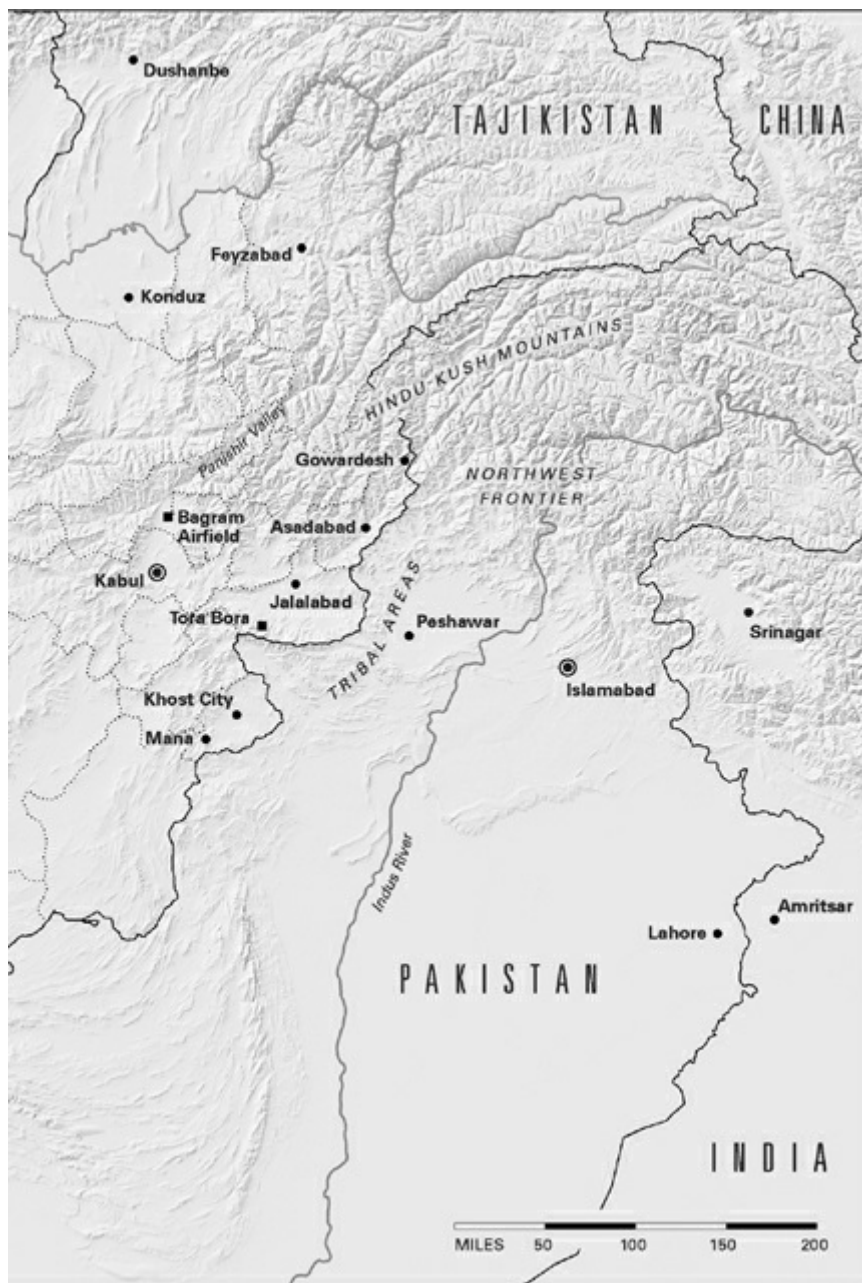 Dushanbe
TAJIKISTAN
CHINA
Feyzabad
Konduz
HINDU KUSH MOUNTAINS
Panjshir Valley
Gowardesh
NORTHWEST
FRONTIER
Bagram
Airfield
Asadabad
Kabul
Jalalabad
Tora Bora
TRIBAL AREAS
Peshawar
Srinagar
Islamabad
Khost City
Mana
Indus River
Amritsar
Lahore
PAKISTAN
INDIA
MILES 50 100 150 200